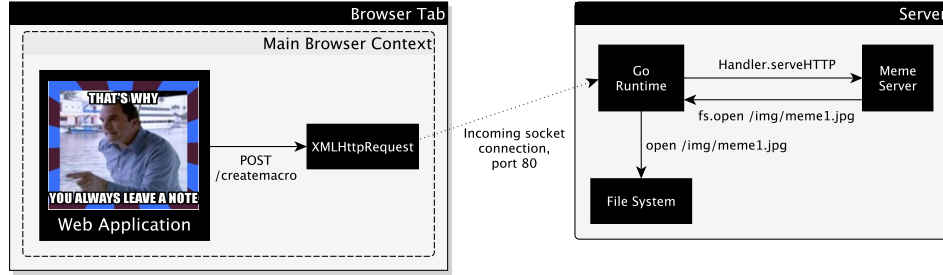 Browser Tab
Main Browser Context
THAT'S WHY
YOU ALWAYS LEAVE A NOTE
Web Application
POST
/createmacro
XMLHttpRequest
Incoming socket
connection,
port 80
Server
Go
Runtime
Handler.serveHTTP
Meme
Server
fs.open /img/meme1.jpg
open /img/meme1.jpg
File System